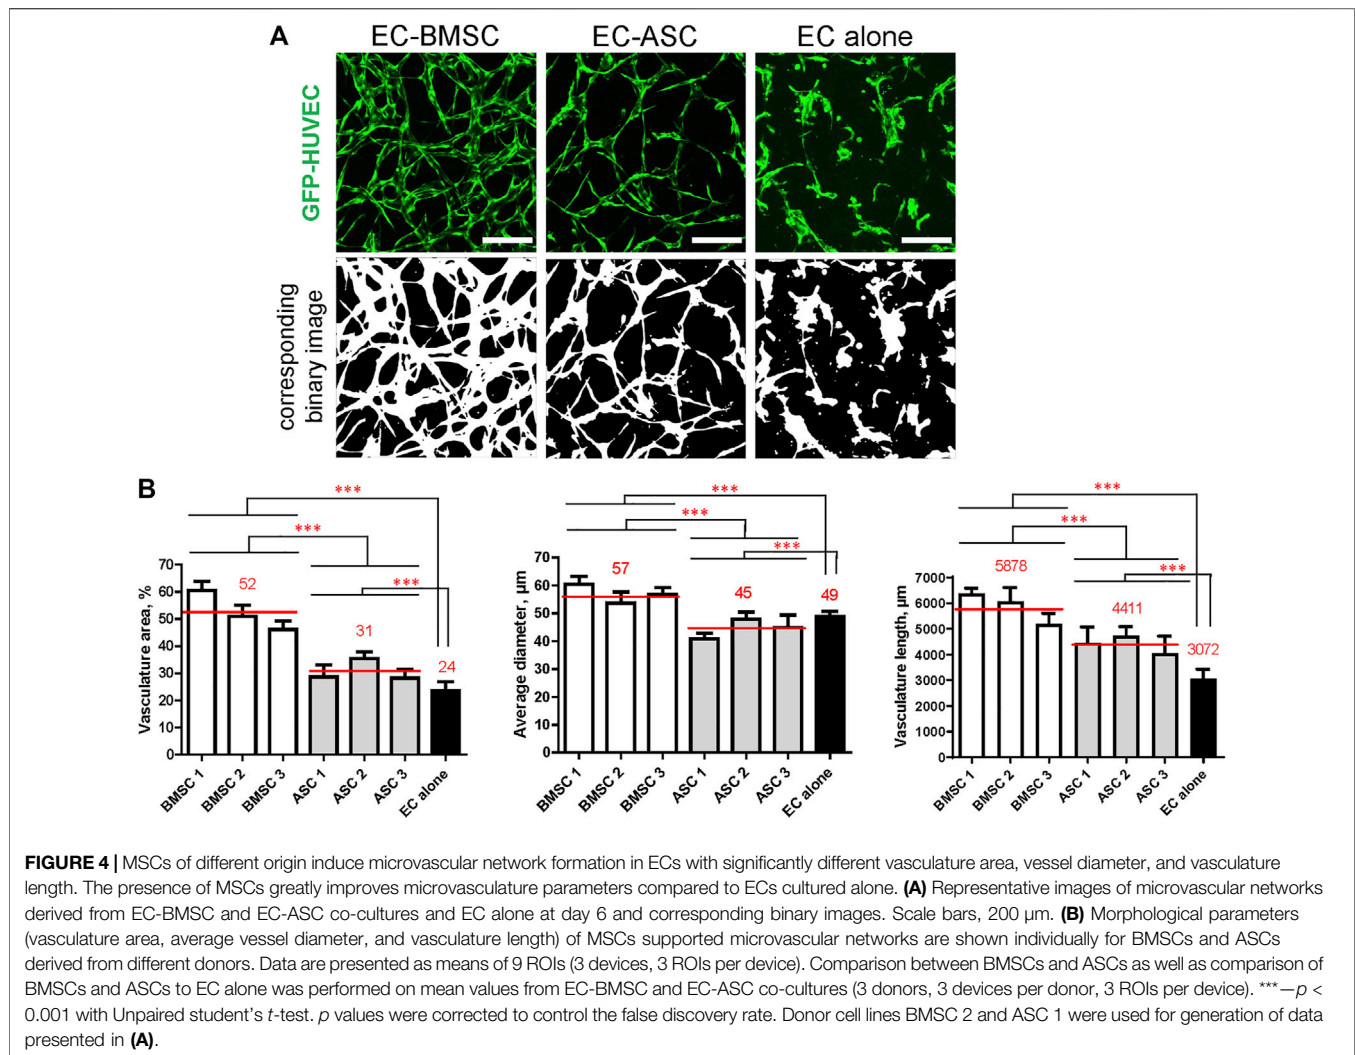 A
EC-BMSC
EC-ASC
EC alone
GFP-HUVEC
corresponding
binary image
B
***
***
***
Vasculature area, %
70
60
50
40
30
20
10
0
52
31
24
BMSC 1
BMSC 2
BMSC 3
ASC 1
ASC 2
ASC 3
EC alone
***
***
***
Average diameter, μm
70
60
50
40
30
20
10
0
57
45
49
BMSC 1
BMSC 2
BMSC 3
ASC 1
ASC 2
ASC 3
EC alone
***
***
***
Vasculature length, μm
7000
6000
5000
4000
3000
2000
1000
0
5878
4411
3072
BMSC 1
BMSC 2
BMSC 3
ASC 1
ASC 2
ASC 3
EC alone
FIGURE 4 | MSCs of different origin induce microvascular network formation in ECs with significantly different vasculature area, vessel diameter, and vasculature
length. The presence of MSCs greatly improves microvasculature parameters compared to ECs cultured alone. (A) Representative images of microvascular networks
derived from EC-BMSC and EC-ASC co-cultures and EC alone at day 6 and corresponding binary images. Scale bars, 200 μm. (B) Morphological parameters
(vasculature area, average vessel diameter, and vasculature length) of MSCs supported microvascular networks are shown individually for BMSCs and ASCs
derived from different donors. Data are presented as means of 9 ROIs (3 devices, 3 ROIs per device). Comparison between BMSCs and ASCs as well as comparison of
BMSCs and ASCs to EC alone was performed on mean values from EC-BMSC and EC-ASC co-cultures (3 donors, 3 devices per donor, 3 ROIs per device). ***—p <
0.001 with Unpaired student's t-test. p values were corrected to control the false discovery rate. Donor cell lines BMSC 2 and ASC 1 were used for generation of data
presented in (A).